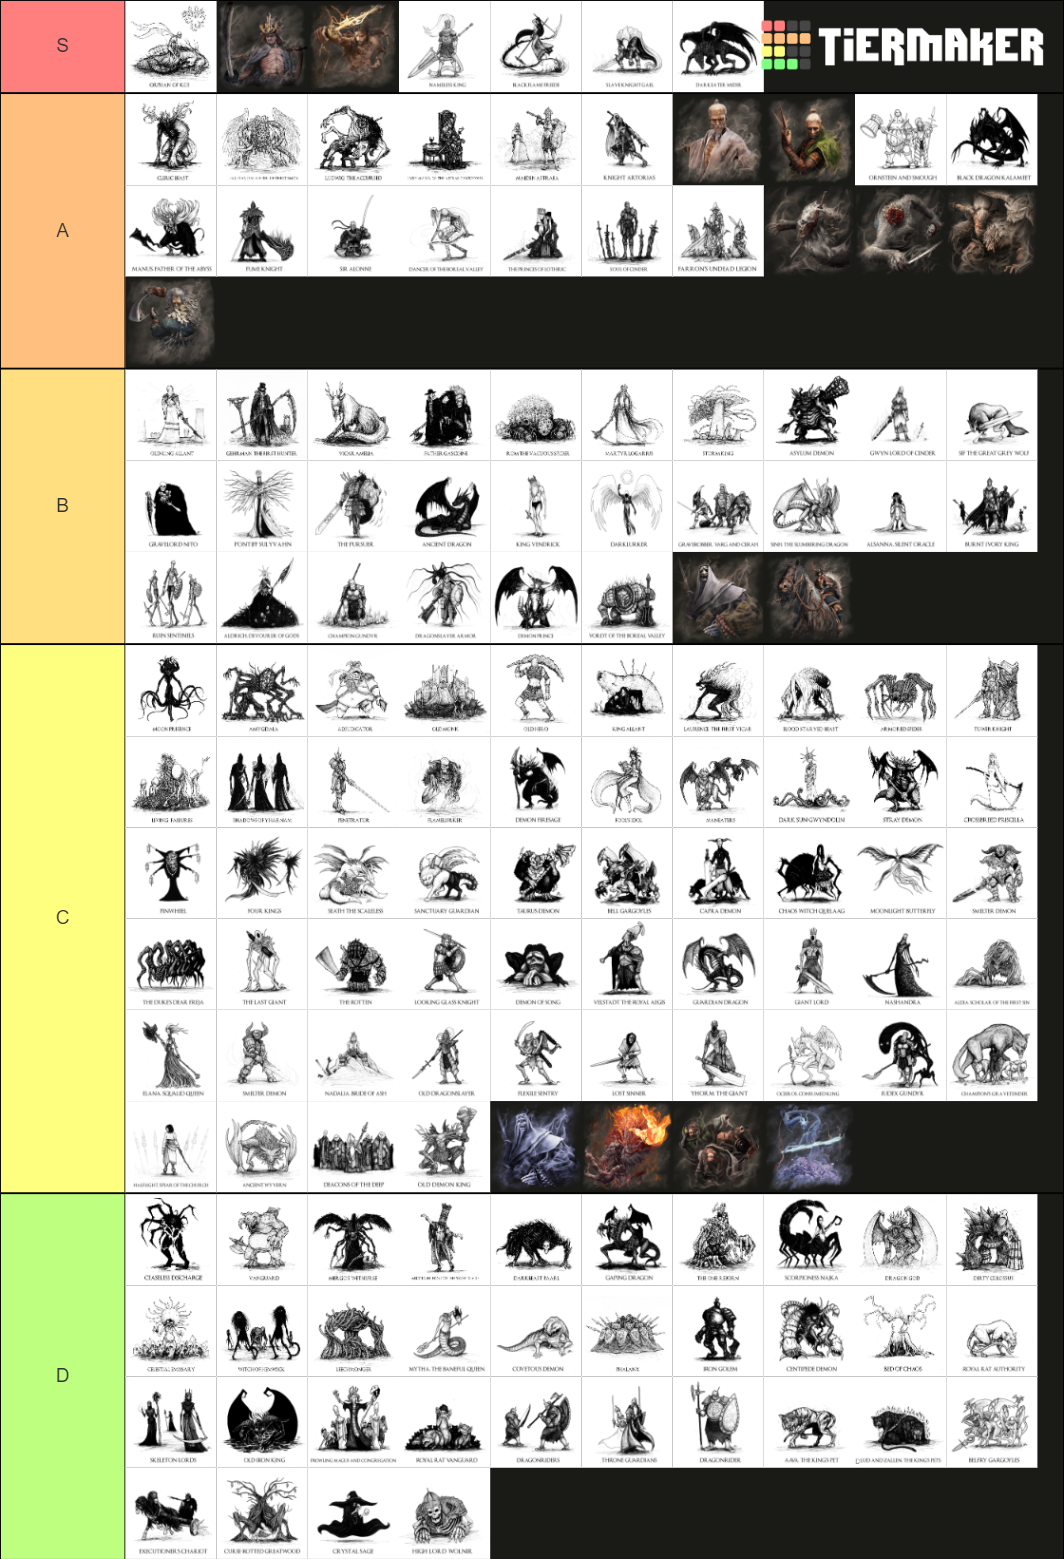 S
TIERMAKER
ORPHAN OF KOS
NAMELESS KING
BLACKFLAME FRIEDE
SLAVE KNIGHT GAEL
DARKEATER MIDIR
A
CLERIC BEAST
LUDWIG, THE ACCURSED
MAIDEN ASTRAEA
KNIGHT ARTORIAS
ORNSTEIN AND SMOUGH
BLACK DRAGON KALAMEET
MANUS, FATHER OF THE ABYSS
FUME KNIGHT
SIR ALONNE
DANCER OF THE BOREAL VALLEY
THE PRINCES OF LOTHRIC
SOUL OF CINDER
FARRON'S UNDEAD LEGION
B
OLD KING ALLANT
GEHRMAN, THE FIRST HUNTER
VICAR AMELIA
FATHER GASCOIGNE
ROM, THE VACUOUS SPIDER
MARTYR LOGARIUS
STORM KING
ASYLUM DEMON
GWYN LORD OF CINDER
SIF THE GREAT GREY WOLF
GRAVELORD NITO
PONTIFF SULYVAHN
THE PURSUER
ANCIENT DRAGON
KING VENDRICK
DARKLURKER
GRAVEROBBER, VARG AND CERAH
SINH, THE SLUMBERING DRAGON
ALSANNA, SILENT ORACLE
BURNT IVORY KING
RUIN SENTINELS
ALDRICH, DEVOURER OF GODS
CHAMPION GUNDYR
DRAGONSLAYER ARMOR
DEMON PRINCE
VORDT OF THE BOREAL VALLEY
C
MOON PRESENCE
AMYGDALA
ADJUDICATOR
OLD MONK
OLD HERO
KING ALLANT
LAURENCE, THE FIRST VICAR
BLOOD STARVED BEAST
ARMORED SPIDER
TOWER KNIGHT
LIVING FAILURES
SHADOWS OF YHARNAM
PENETRATOR
FLAMELURKER
DEMON FIRESAGE
FOOL'S IDOL
MANEATERS
DARK SUN GWYNDOLIN
STRAY DEMON
CROSSBREED PRISCILLA
PINWHEEL
FOUR KINGS
SEATH THE SCALELESS
SANCTUARY GUARDIAN
TAURUS DEMON
BELL GARGOYLES
CAPRA DEMON
CHAOS WITCH QUELAAG
MOONLIGHT BUTTERFLY
SMELTER DEMON
THE DUKE'S DEAR FREJA
THE LAST GIANT
THE ROTTEN
LOOKING GLASS KNIGHT
DEMON OF SONG
VELSTADT THE ROYAL AEGIS
GUARDIAN DRAGON
GIANT LORD
NASHANDRA
ALDIA, SCHOLAR OF THE FIRST SIN
ELANA, SQUALID QUEEN
SMELTER DEMON
NADALIA, BRIDE OF ASH
OLD DRAGONSLAYER
FLEXILE SENTRY
LOST SINNER
YHORM THE GIANT
OCEIROS, CONSUMED KING
IUDEX GUNDYR
CHAMPION'S GRAVETENDER
HALFLIGHT, SPEAR OF THE CHURCH
ANCIENT WYVERN
DEACONS OF THE DEEP
OLD DEMON KING
D
CEASELESS DISCHARGE
VANGUARD
MERGO'S WET NURSE
DARKBEAST PAARL
GAPING DRAGON
THE ONE REBORN
SCORPIONESS NAJKA
DRAGON GOD
DIRTY COLOSSUS
CELESTIAL EMISSARY
WITCH OF HEMWICK
LEECHMONGER
MYTHA, THE BANEFUL QUEEN
COVETOUS DEMON
PHALANX
IRON GOLEM
CENTIPEDE DEMON
BED OF CHAOS
ROYAL RAT AUTHORITY
SKELETON LORDS
OLD IRON KING
PROWLING MAGUS AND CONGREGATION
ROYAL RAT VANGUARD
DRAGONRIDERS
THRONE GUARDIANS
DRAGONRIDER
AAVA, THE KING'S PET
LUD AND ZALLEN, THE KING'S PETS
BELFRY GARGOYLES
EXECUTIONER'S CHARIOT
CURSE-ROTTED GREATWOOD
CRYSTAL SAGE
HIGH LORD WOLNIR